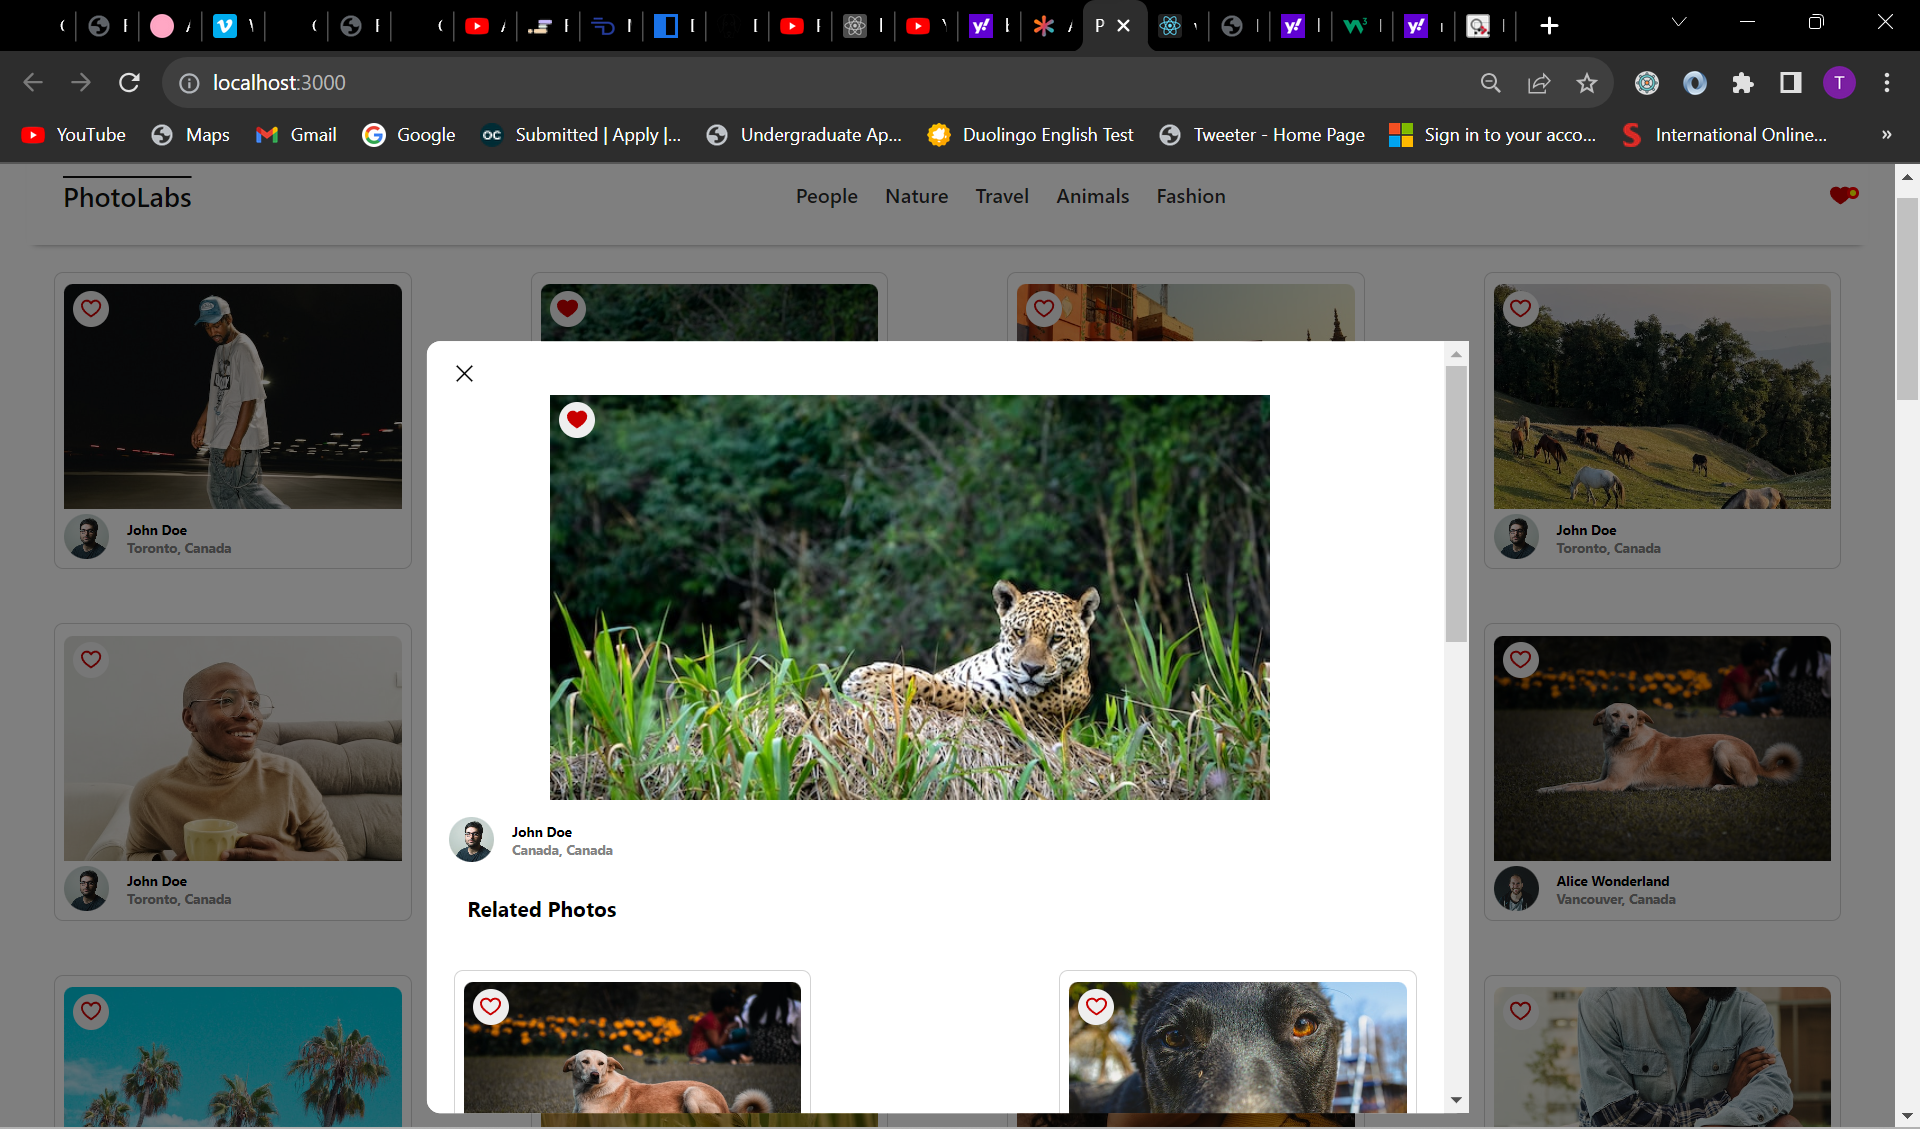 localhost:3000
T
YouTube
Maps
Gmail
Google
Submitted | Apply |...
Undergraduate Ap...
Duolingo English Test
Tweeter - Home Page
Sign in to your acco...
International Online...
»
PhotoLabs
People
Nature
Travel
Animals
Fashion
John Doe
Toronto, Canada
John Doe
Toronto, Canada
John Doe
Toronto, Canada
Alice Wonderland
Vancouver, Canada
John Doe
Canada, Canada
Related Photos